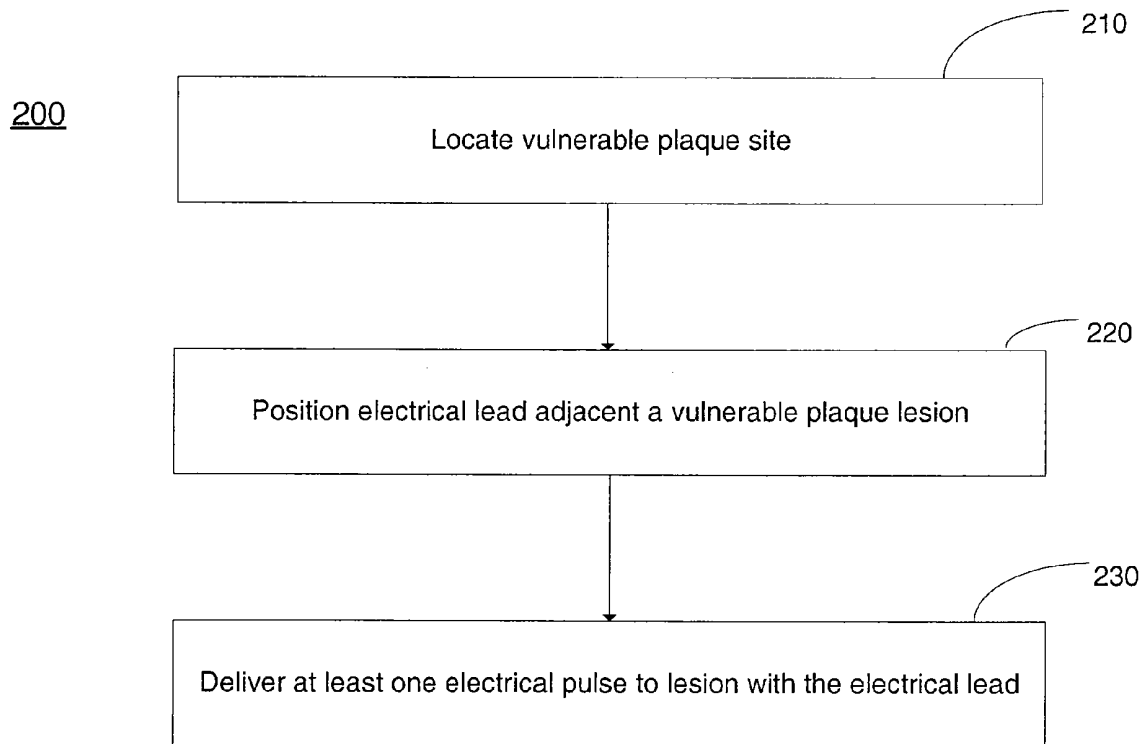 210
200
Locate vulnerable plaque site
220
Position electrical lead adjacent a vulnerable plaque lesion
230
Deliver at least one electrical pulse to lesion with the electrical lead